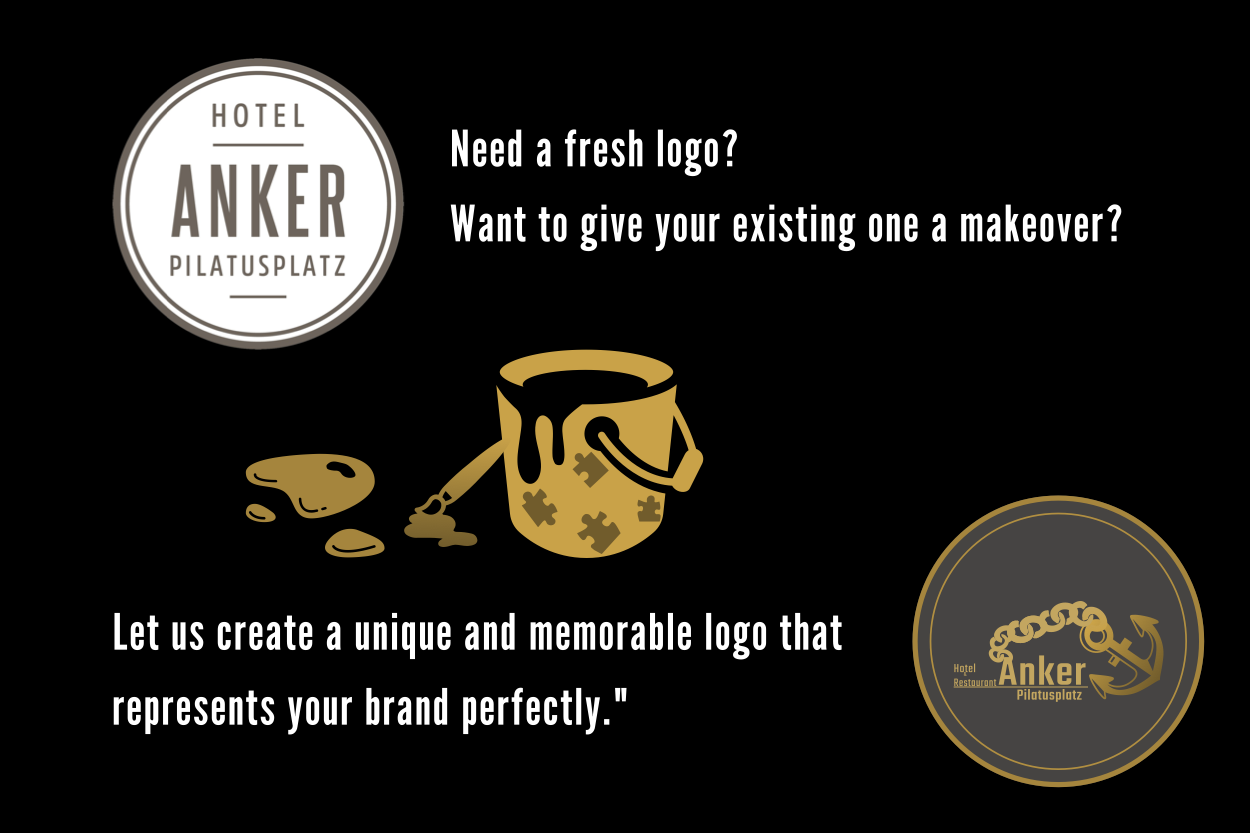 HOTEL
ANKER
PILATUSPLATZ
Need a fresh logo?
Want to give your existing one a makeover?
Let us create a unique and memorable logo that
represents your brand perfectly."
Hotel
&
Restaurant
Anker
Pilatusplatz